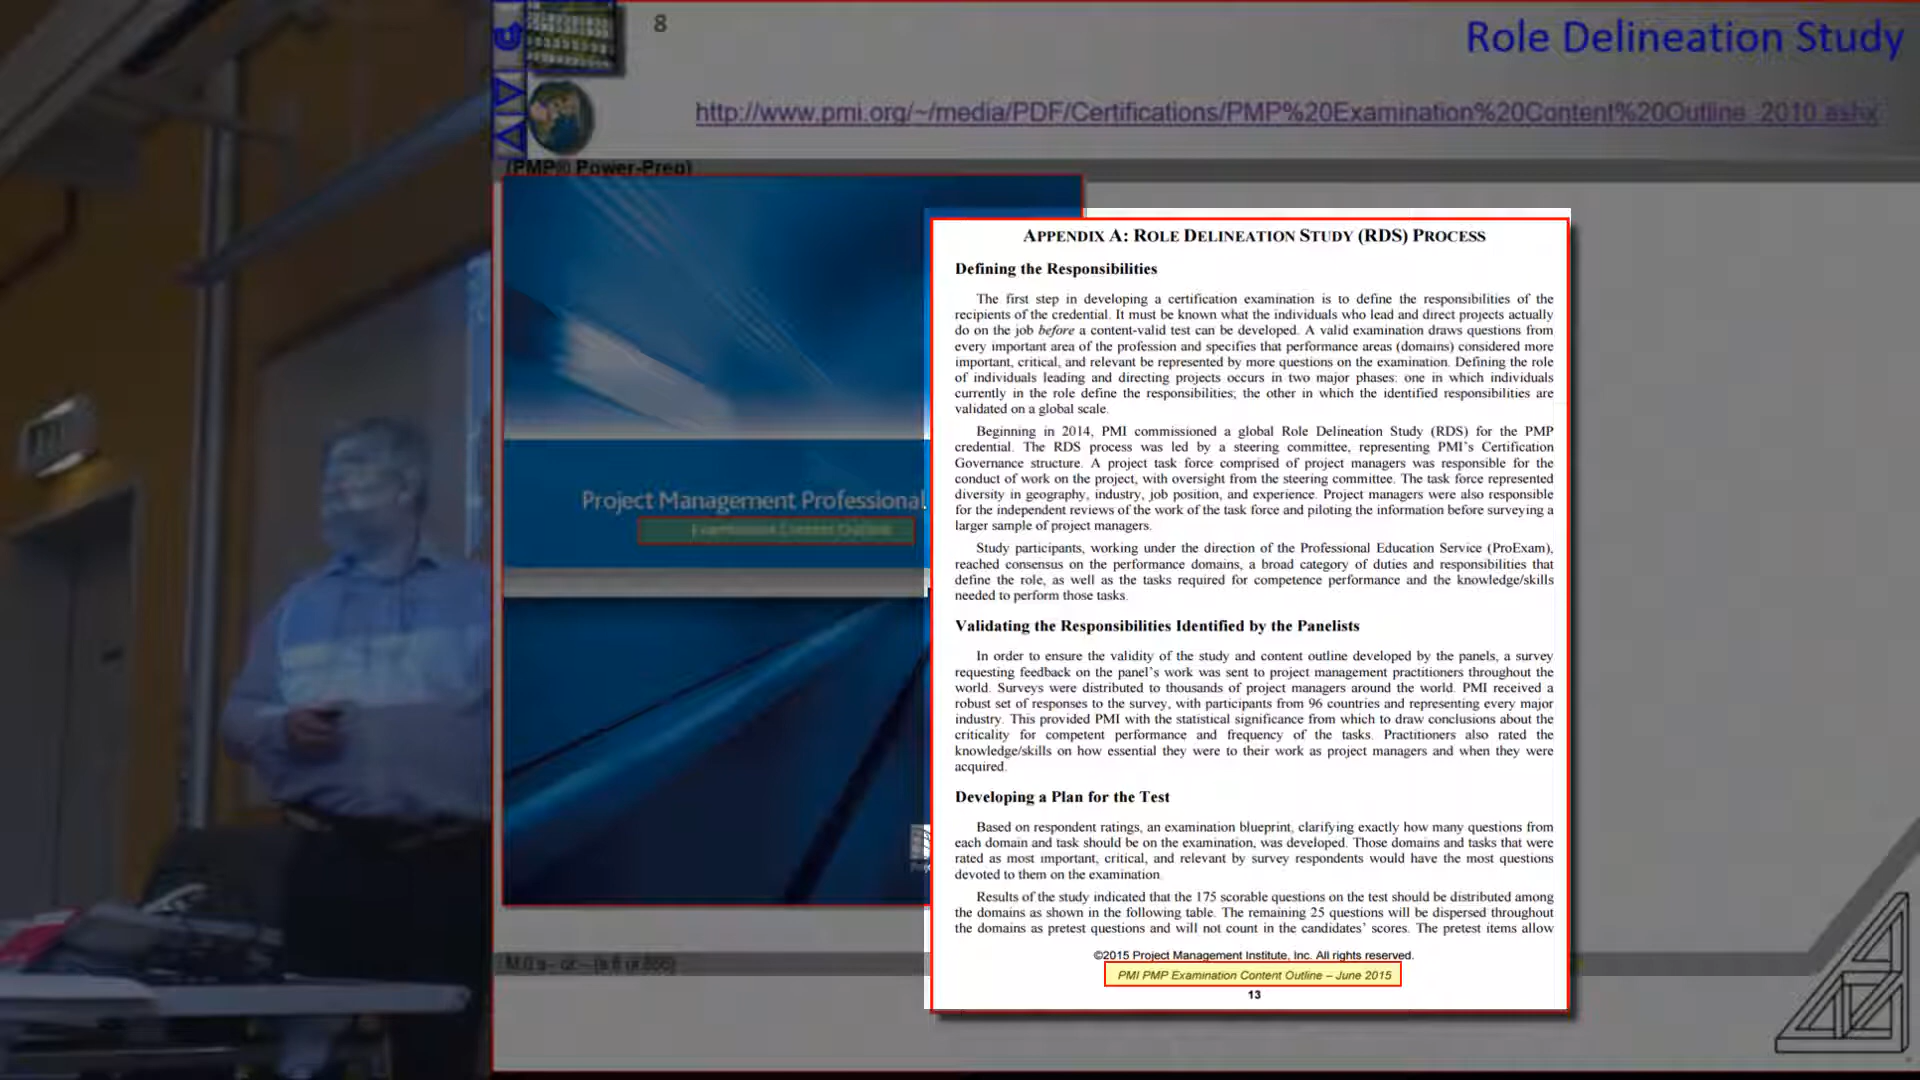 8
Role Delineation Study
http://www.pmi.org/~/media/PDF/Certifications/PMP%20Examination%20Content%20Outline_2010.ashx
(PMP® Power-Prep)
Project Management Professional
Examination Content Outline
APPENDIX A: ROLE DELINEATION STUDY (RDS) PROCESS
Defining the Responsibilities
The first step in developing a certification examination is to define the responsibilities of the
recipients of the credential. It must be known what the individuals who lead and direct projects actually
do on the job before a content-valid test can be developed. A valid examination draws questions from
every important area of the profession and specifies that performance areas (domains) considered more
important, critical, and relevant be represented by more questions on the examination. Defining the role
of individuals leading and directing projects occurs in two major phases: one in which individuals
currently in the role define the responsibilities; the other in which the identified responsibilities are
validated on a global scale.
Beginning in 2014, PMI commissioned a global Role Delineation Study (RDS) for the PMP
credential. The RDS process was led by a steering committee, representing PMI's Certification
Governance structure. A project task force comprised of project managers was responsible for the
conduct of work on the project, with oversight from the steering committee. The task force represented
diversity in geography, industry, job position, and experience. Project managers were also responsible
for the independent reviews of the work of the task force and piloting the information before surveying a
larger sample of project managers.
Study participants, working under the direction of the Professional Education Service (ProExam),
reached consensus on the performance domains, a broad category of duties and responsibilities that
define the role, as well as the tasks required for competence performance and the knowledge/skills
needed to perform those tasks.
Validating the Responsibilities Identified by the Panelists
In order to ensure the validity of the study and content outline developed by the panels, a survey
requesting feedback on the panel's work was sent to project management practitioners throughout the
world. Surveys were distributed to thousands of project managers around the world. PMI received a
robust set of responses to the survey, with participants from 96 countries and representing every major
industry. This provided PMI with the statistical significance from which to draw conclusions about the
criticality for competent performance and frequency of the tasks. Practitioners also rated the
knowledge/skills on how essential they were to their work as project managers and when they were
acquired.
Developing a Plan for the Test
Based on respondent ratings, an examination blueprint, clarifying exactly how many questions from
each domain and task should be on the examination, was developed. Those domains and tasks that were
rated as most important, critical, and relevant by survey respondents would have the most questions
devoted to them on the examination.
Results of the study indicated that the 175 scorable questions on the test should be distributed among
the domains as shown in the following table. The remaining 25 questions will be dispersed throughout
the domains as pretest questions and will not count in the candidates' scores. The pretest items allow
©2015 Project Management Institute, Inc. All rights reserved.
PMI PMP Examination Content Outline – June 2015
13